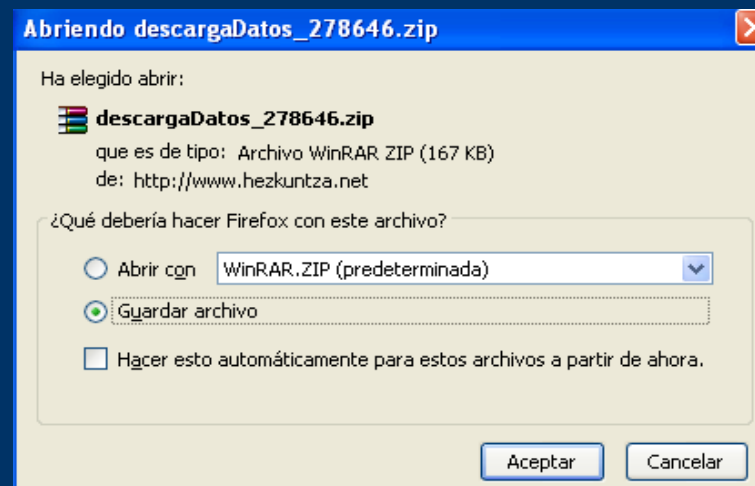 Abriendo descargaDatos_278646.zip
Ha elegido abrir:
descargaDatos_278646.zip
que es de tipo: Archivo WinRAR ZIP (167 KB)
de: http://www.hezkuntza.net
¿Qué debería hacer Firefox con este archivo?
Abrir con WinRAR.ZIP (predeterminada)
Guardar archivo
Hacer esto automáticamente para estos archivos a partir de ahora.
Aceptar Cancelar